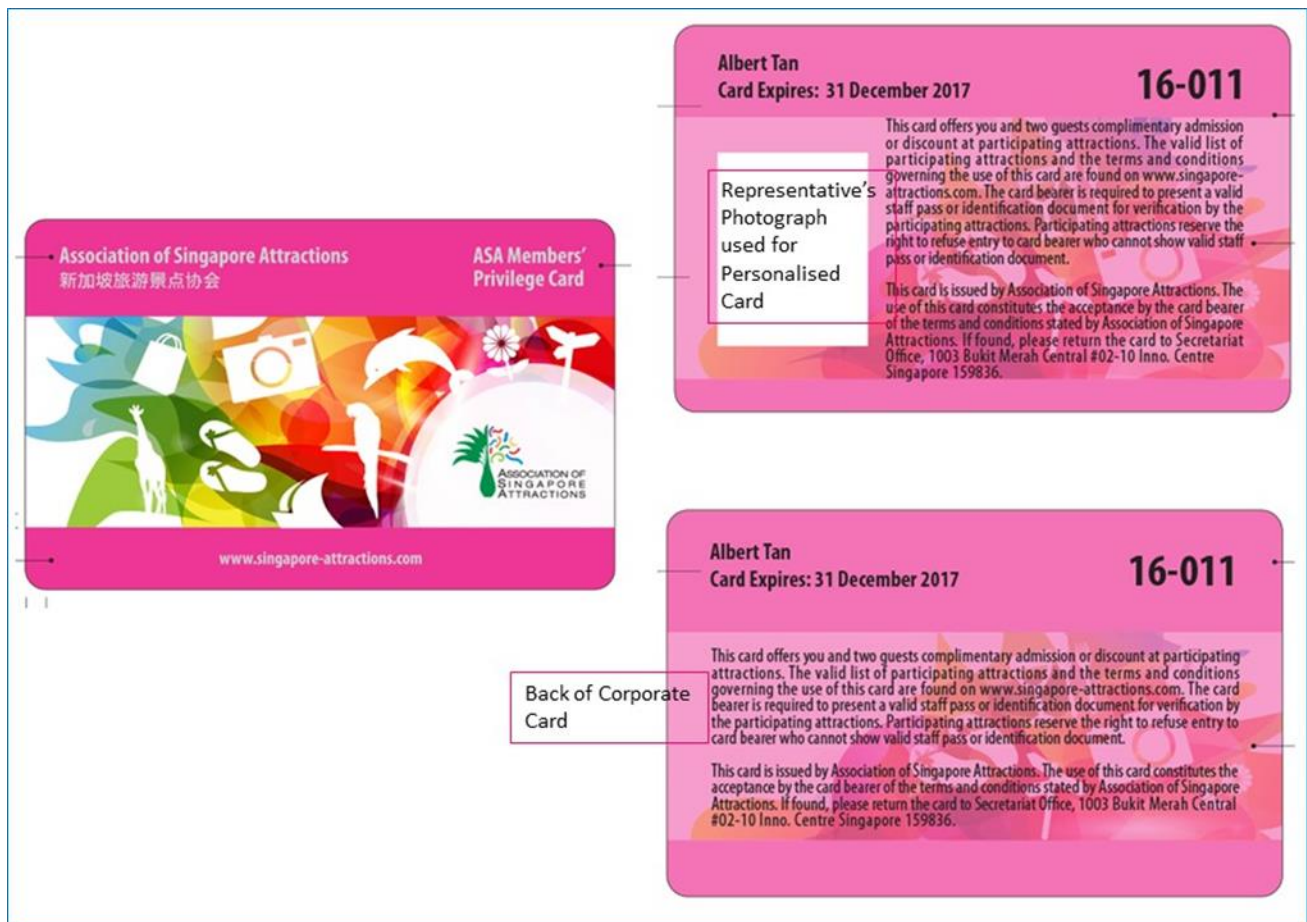 Association of Singapore Attractions
新加坡旅游景点协会
ASA Members'
Privilege Card
ASSOCIATION OF
SINGAPORE
ATTRACTIONS
www.singapore-attractions.com
Albert Tan
Card Expires: 31 December 2017
16-011
Representative's
Photograph
used for
Personalised
Card
This card offers you and two guests complimentary admission
or discount at participating attractions. The valid list of
participating attractions and the terms and conditions
governing the use of this card are found on www.singapore-
attractions.com. The card bearer is required to present a valid
staff pass or identification document for verification by the
participating attractions. Participating attractions reserve the
right to refuse entry to card bearer who cannot show valid staff
pass or identification document.
This card is issued by Association of Singapore Attractions. The
use of this card constitutes the acceptance by the card bearer
of the terms and conditions stated by Association of Singapore
Attractions. If found, please return the card to Secretariat
Office, 1003 Bukit Merah Central #02-10 Inno. Centre
Singapore 159836.
Back of Corporate
Card
Albert Tan
Card Expires: 31 December 2017
16-011
This card offers you and two guests complimentary admission or discount at participating
attractions. The valid list of participating attractions and the terms and conditions
governing the use of this card are found on www.singapore-attractions.com. The card
bearer is required to present a valid staff pass or identification document for verification by
the participating attractions. Participating attractions reserve the right to refuse entry to
card bearer who cannot show valid staff pass or identification document.
This card is issued by Association of Singapore Attractions. The use of this card constitutes the
acceptance by the card bearer of the terms and conditions stated by Association of Singapore
Attractions. If found, please return the card to Secretariat Office, 1003 Bukit Merah Central
#02-10 Inno. Centre Singapore 159836.